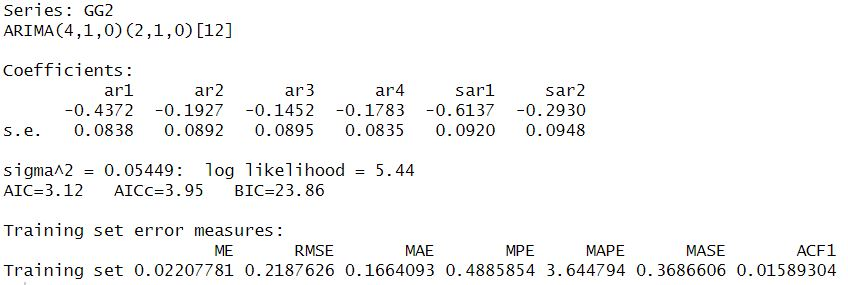 Series: GG2
ARIMA(4,1,0)(2,1,0)[12]
Coefficients:
ar1 ar2 ar3 ar4 sar1 sar2
-0.4372 -0.1927 -0.1452 -0.1783 -0.6137 -0.2930
s.e. 0.0838 0.0892 0.0895 0.0835 0.0920 0.0948
sigma^2 = 0.05449: log likelihood = 5.44
AIC=3.12 AICc=3.95 BIC=23.86
Training set error measures:
ME RMSE MAE MPE MAPE MASE ACF1
Training set 0.02207781 0.2187626 0.1664093 0.4885854 3.644794 0.3686606 0.01589304